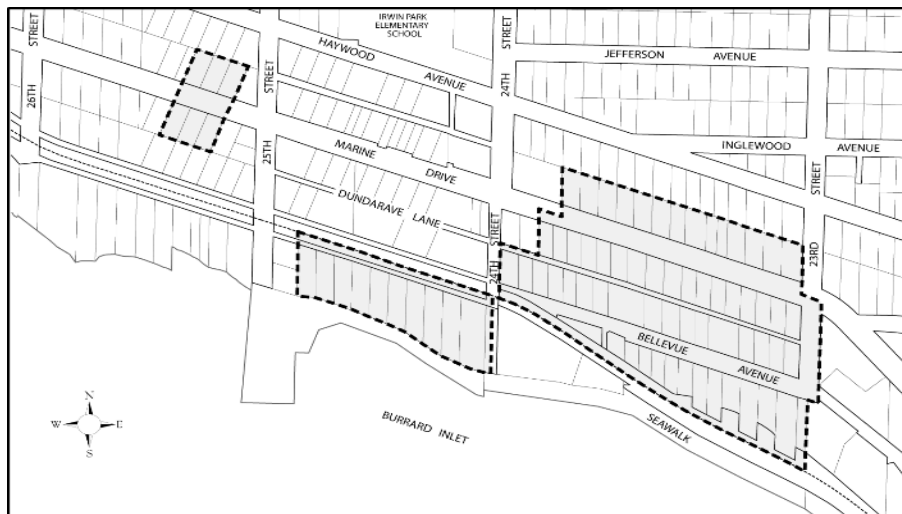 IRWIN PARK
ELEMENTARY
SCHOOL
STREET
26TH
STREET
25TH
HAYWOOD
AVENUE
STREET
24TH
JEFFERSON AVENUE
INGLEWOOD AVENUE
MARINE
DRIVE
DUNDARAVE LANE
STREET
24TH
STREET
23RD
BELLEVUE
AVENUE
SEAWALK
BURRARD INLET
N
W E
S